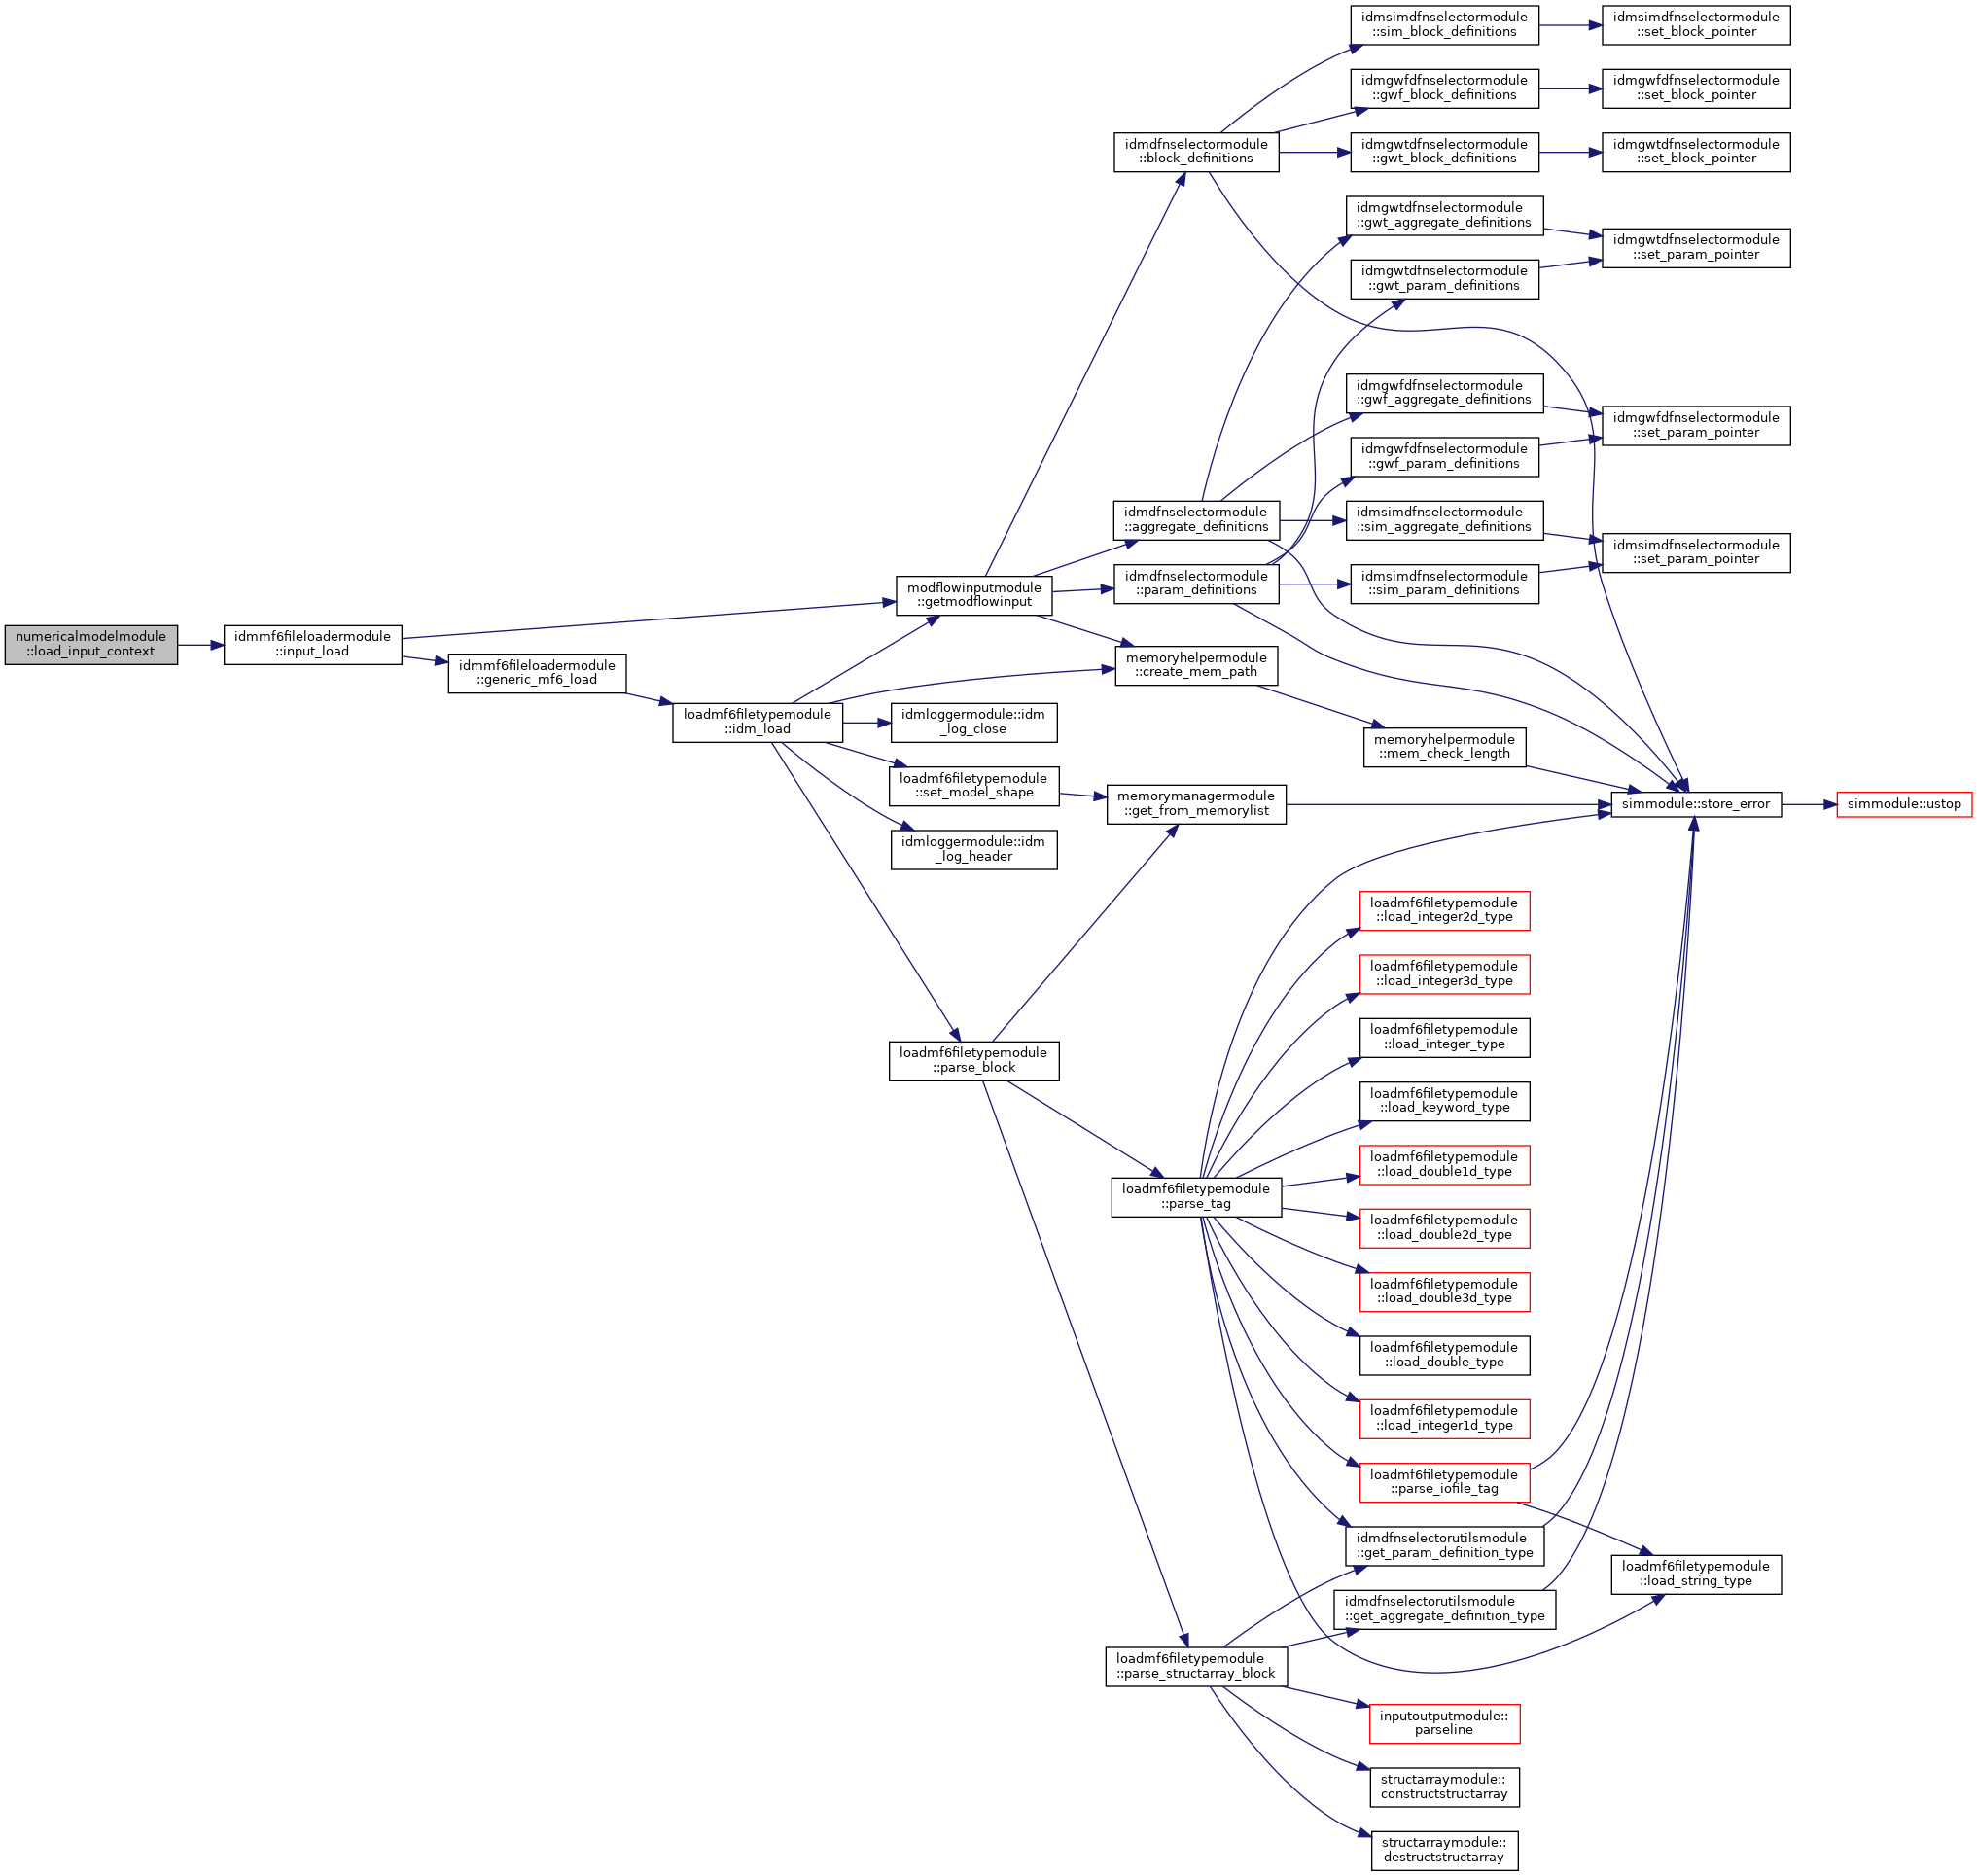 numericalmodelmodule
::load_input_context
idmmf6fileloadermodule
::input_load
idmmf6fileloadermodule
::generic_mf6_load
loadmf6filetypemodule
::idm_load
modflowinputmodule
::getmodflowinput
idmloggermodule::idm
_log_close
loadmf6filetypemodule
::set_model_shape
idmloggermodule::idm
_log_header
loadmf6filetypemodule
::parse_block
idmdfnselectormodule
::block_definitions
idmdfnselectormodule
::aggregate_definitions
idmdfnselectormodule
::param_definitions
memoryhelpermodule
::create_mem_path
memorymanagermodule
::get_from_memorylist
loadmf6filetypemodule
::parse_tag
loadmf6filetypemodule
::parse_structarray_block
idmsimdfnselectormodule
::sim_block_definitions
idmgwfdfnselectormodule
::gwf_block_definitions
idmgwtdfnselectormodule
::gwt_block_definitions
idmgwtdfnselectormodule
::gwt_aggregate_definitions
idmgwtdfnselectormodule
::gwt_param_definitions
idmgwfdfnselectormodule
::gwf_aggregate_definitions
idmgwfdfnselectormodule
::gwf_param_definitions
idmsimdfnselectormodule
::sim_aggregate_definitions
idmsimdfnselectormodule
::sim_param_definitions
memoryhelpermodule
::mem_check_length
loadmf6filetypemodule
::load_integer2d_type
loadmf6filetypemodule
::load_integer3d_type
loadmf6filetypemodule
::load_integer_type
loadmf6filetypemodule
::load_keyword_type
loadmf6filetypemodule
::load_double1d_type
loadmf6filetypemodule
::load_double2d_type
loadmf6filetypemodule
::load_double3d_type
loadmf6filetypemodule
::load_double_type
loadmf6filetypemodule
::load_integer1d_type
loadmf6filetypemodule
::parse_iofile_tag
idmdfnselectorutilsmodule
::get_param_definition_type
idmdfnselectorutilsmodule
::get_aggregate_definition_type
inputoutputmodule::
parseline
structarraymodule::
constructstructarray
structarraymodule::
destructstructarray
idmsimdfnselectormodule
::set_block_pointer
idmgwfdfnselectormodule
::set_block_pointer
idmgwtdfnselectormodule
::set_block_pointer
idmgwtdfnselectormodule
::set_param_pointer
idmgwfdfnselectormodule
::set_param_pointer
idmsimdfnselectormodule
::set_param_pointer
simmodule::store_error
loadmf6filetypemodule
::load_string_type
simmodule::ustop